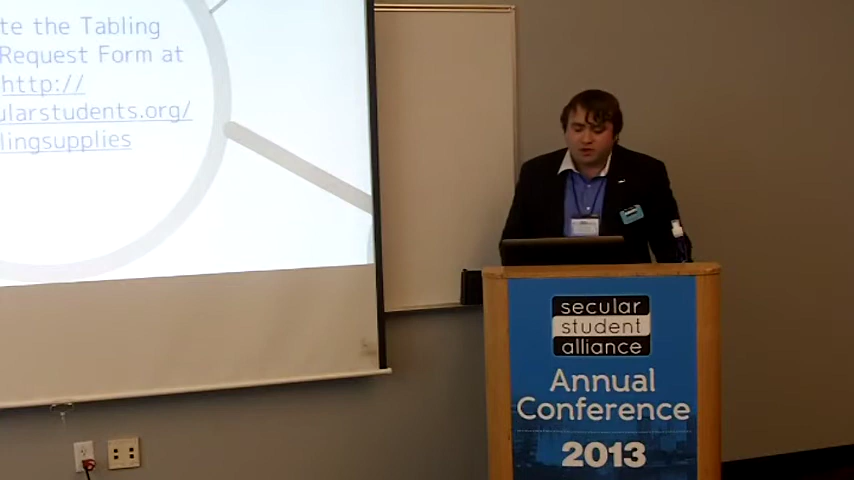 te the Tabling
Request Form at
http://
ularstudents.org/
lingsupplies
secular
student
alliance
Annual
Conference
2013